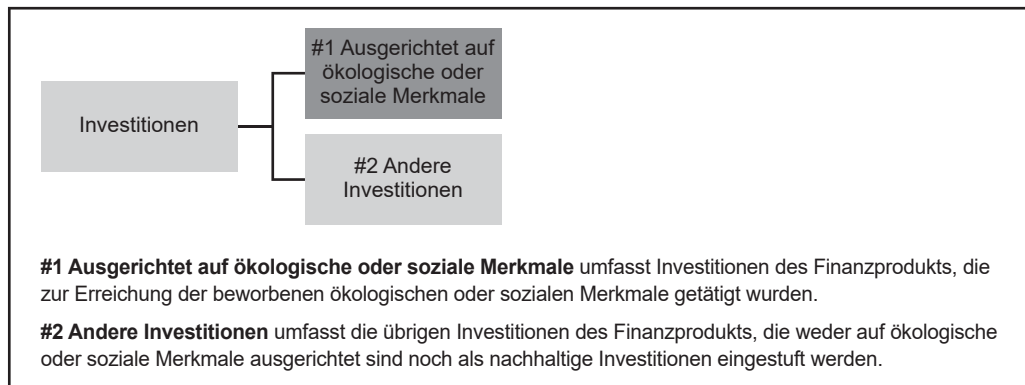 #1 Ausgerichtet auf
ökologische oder
soziale Merkmale
Investitionen
#2 Andere
Investitionen
#1 Ausgerichtet auf ökologische oder soziale Merkmale umfasst Investitionen des Finanzprodukts, die
zur Erreichung der beworbenen ökologischen oder sozialen Merkmale getätigt wurden.
#2 Andere Investitionen umfasst die übrigen Investitionen des Finanzprodukts, die weder auf ökologische
oder soziale Merkmale ausgerichtet sind noch als nachhaltige Investitionen eingestuft werden.